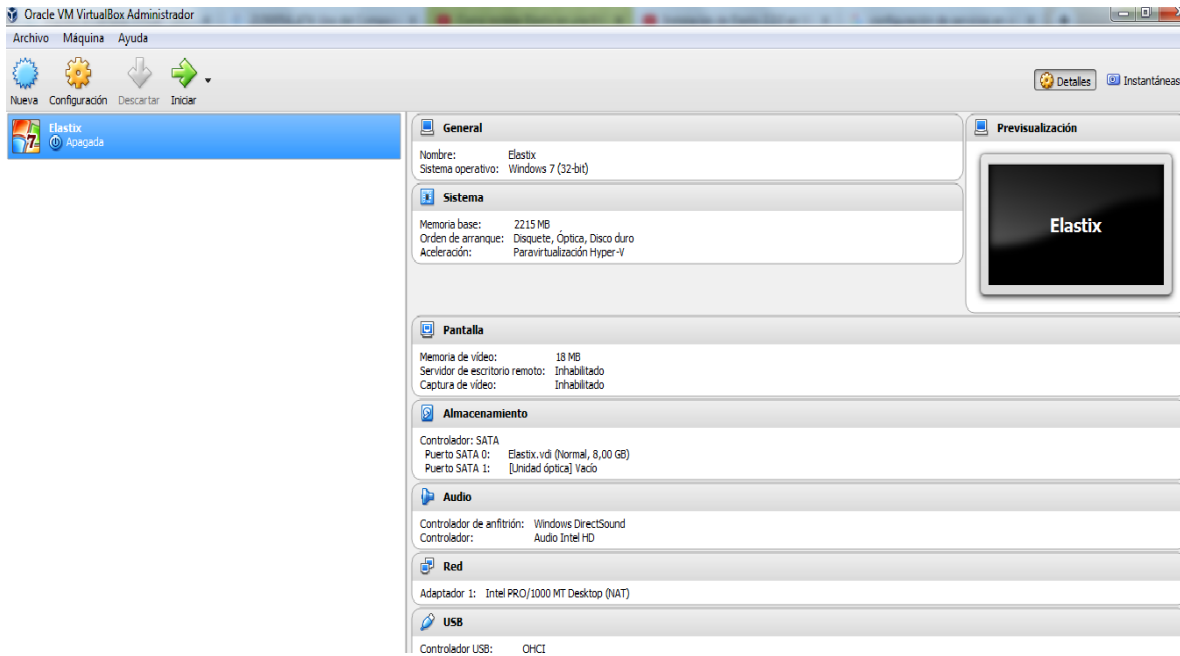 Oracle VM VirtualBox Administrador
Archivo Máquina Ayuda
Nueva Configuración Descartar Iniciar
Detalles Instantáneas
Elastix
Apagada
General
Nombre: Elastix
Sistema operativo: Windows 7 (32-bit)
Sistema
Memoria base: 2215 MB
Orden de arranque: Disquete, Óptica, Disco duro
Aceleración: Paravirtualización Hyper-V
Previsualización
Elastix
Pantalla
Memoria de vídeo: 18 MB
Servidor de escritorio remoto: Inhabilitado
Captura de vídeo: Inhabilitado
Almacenamiento
Controlador: SATA
Puerto SATA 0: Elastix.vdi (Normal, 8,00 GB)
Puerto SATA 1: [Unidad óptica] Vacío
Audio
Controlador de anfitrión: Windows DirectSound
Controlador: Audio Intel HD
Red
Adaptador 1: Intel PRO/1000 MT Desktop (NAT)
USB
Controlador USB: OHCI